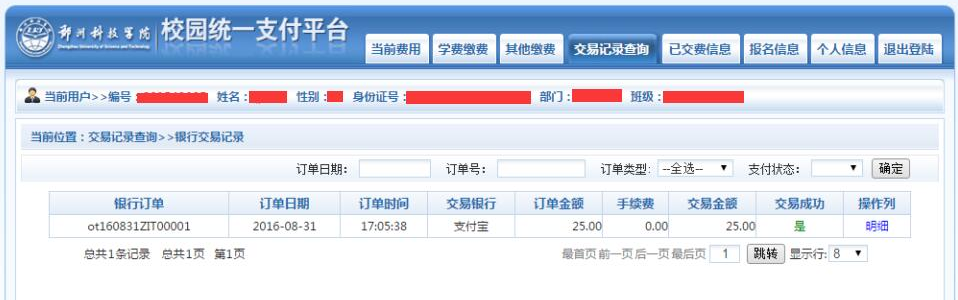 郑州科技学院 校园统一支付平台
Zhengzhou University of Science and Technology
当前费用 学费缴费 其他缴费 交易记录查询 已交费信息 报名信息 个人信息 退出登陆
当前用户>>编号: 姓名: 性别: 身份证号: 部门: 班级:
当前位置:交易记录查询>>银行交易记录
订单日期: 订单号: 订单类型: --全选-- 支付状态: 确定
银行订单 订单日期 订单时间 交易银行 订单金额 手续费 交易金额 交易成功 操作列
ot160831ZIT00001 2016-08-31 17:05:38 支付宝 25.00 0.00 25.00 是 明细
总共1条记录 总共1页 第1页 最首页 前一页 后一页 最后页 1 跳转 显示行: 8